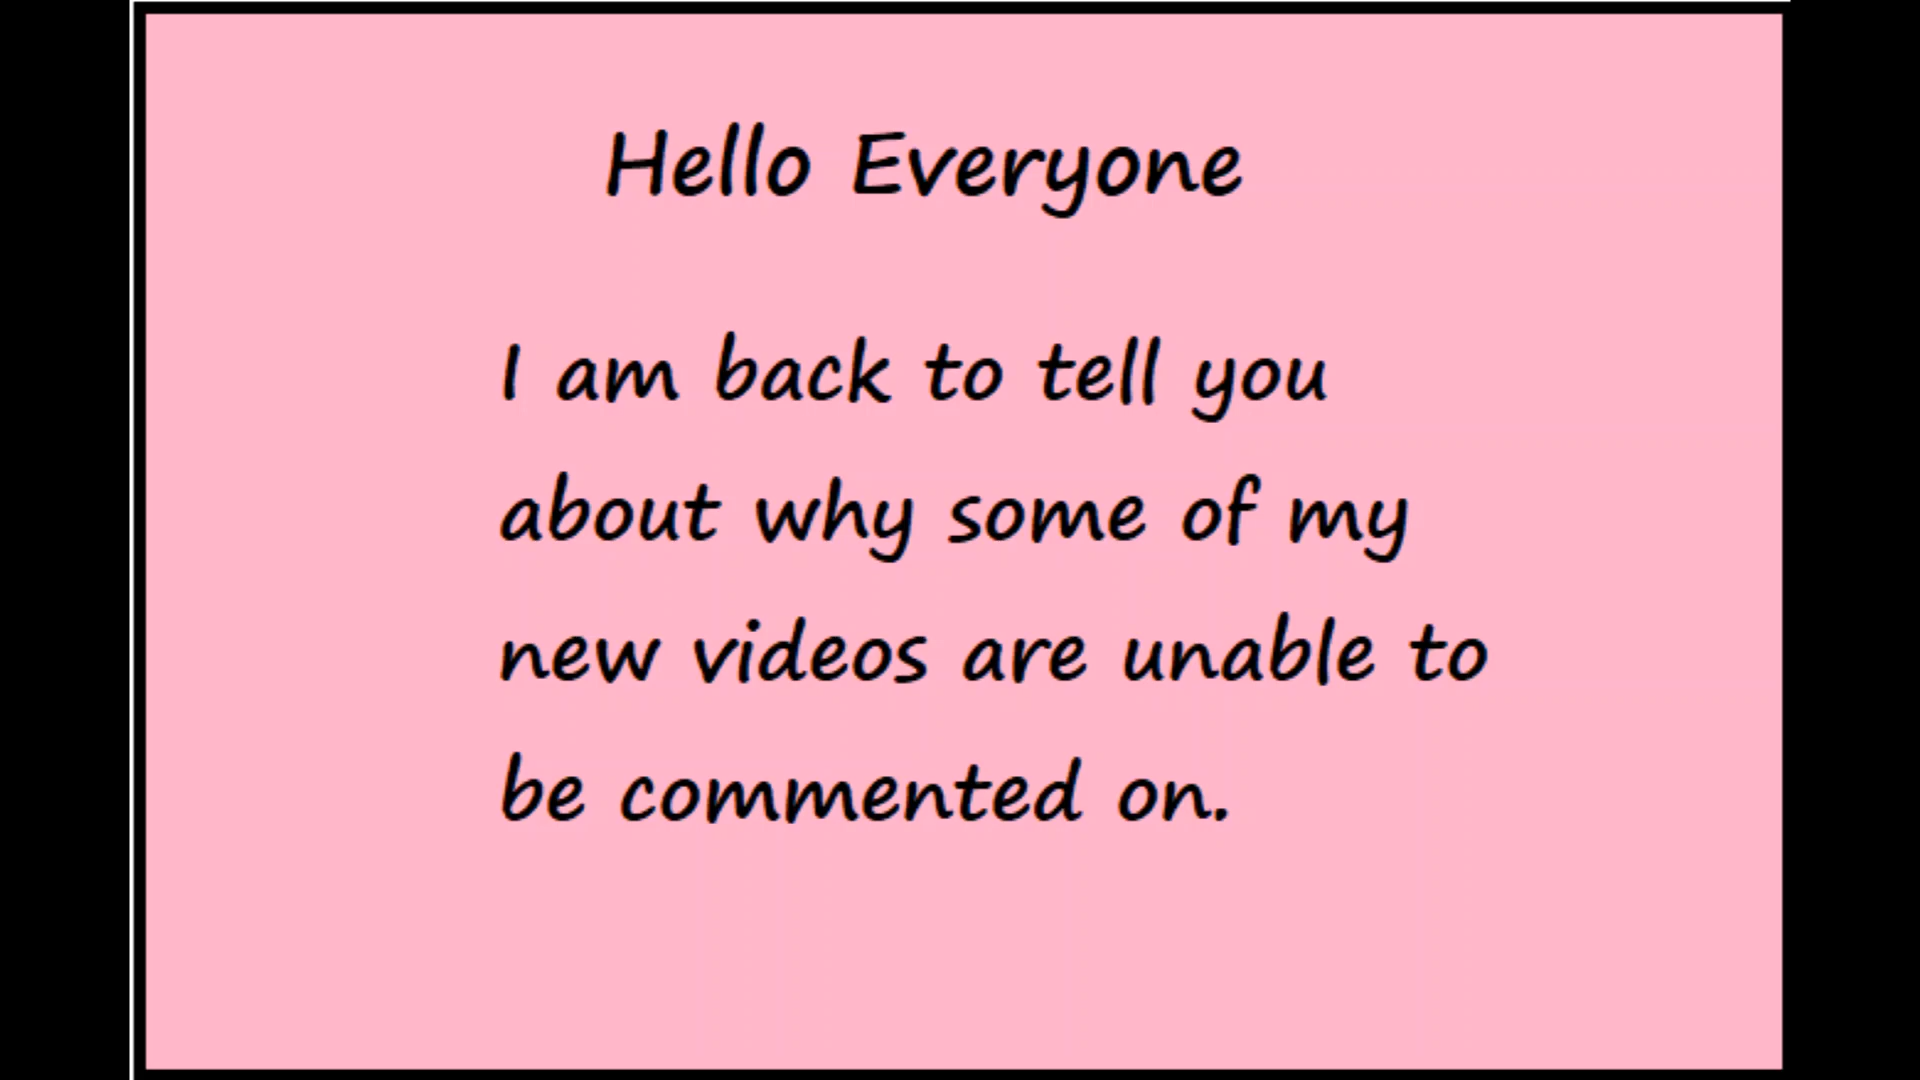 Hello Everyone
I am back to tell you
about why some of my
new videos are unable to
be commented on.